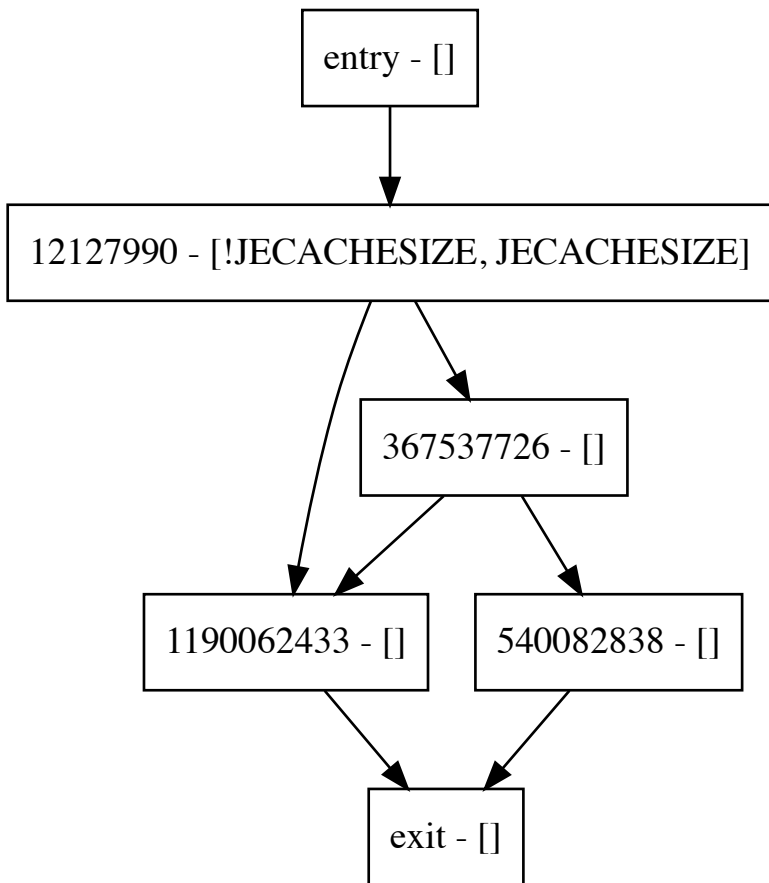 entry - []
12127990 - [!JECACHESIZE, JECACHESIZE]
367537726 - []
1190062433 - []
540082838 - []
exit - []